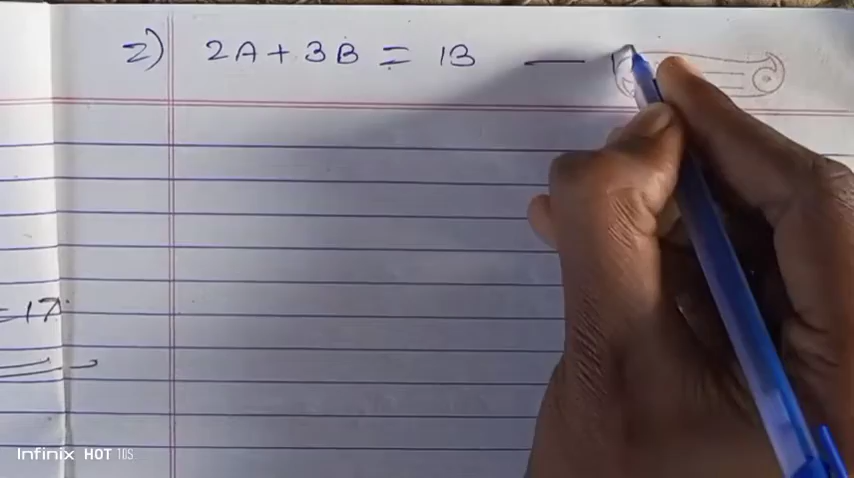 2) 2A + 3B = 13 —
= 17
Infinix HOT 10S